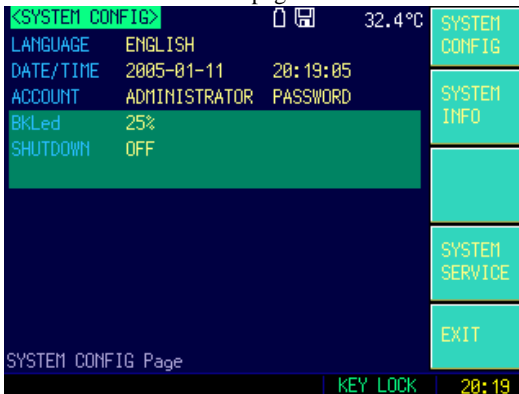 <SYSTEM CONFIG> 32.4°C
LANGUAGE ENGLISH
DATE/TIME 2005-01-11 20:19:05
ACCOUNT ADMINISTRATOR PASSWORD
BKLed 25%
SHUTDOWN OFF
SYSTEM CONFIG Page
KEY LOCK 20:19
SYSTEM
CONFIG
SYSTEM
INFO
SYSTEM
SERVICE
EXIT